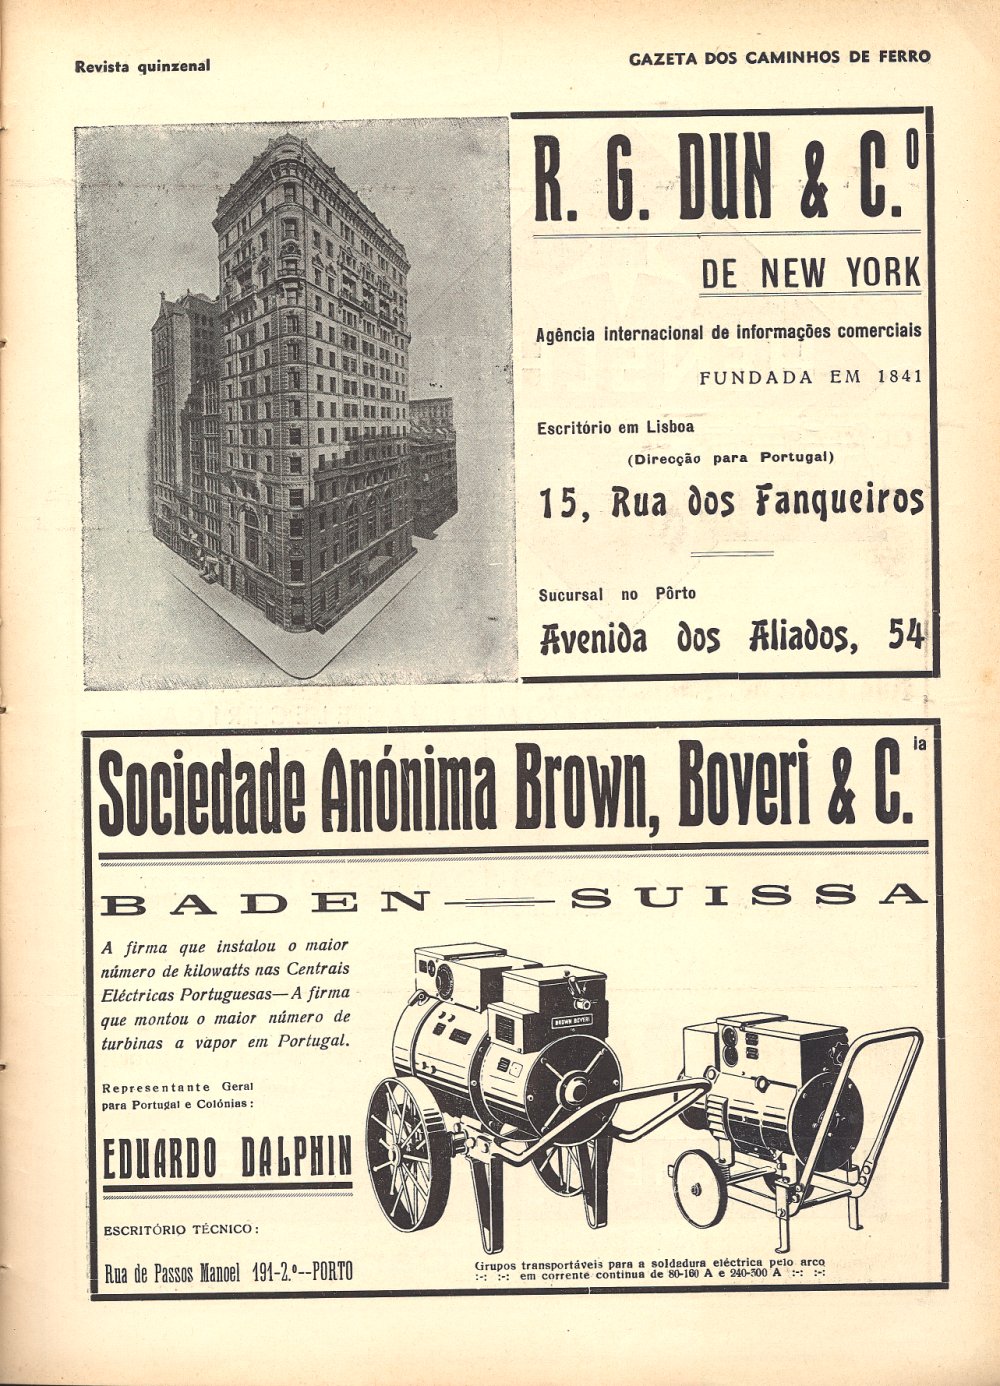 Revista quinzenal
GAZETA DOS CAMINHOS DE FERRO
R. G. DUN & C.º
DE NEW YORK
Agência internacional de informações comerciais
FUNDADA EM 1841
Escritório em Lisboa
(Direcção para Portugal)
15, Rua dos Fanqueiros
Sucursal no Pôrto
Avenida dos Aliados, 54
Sociedade Anónima Brown, Boveri & C.ia
BADEN — SUISSA
A firma que instalou o maior
número de kilowatts nas Centrais
Eléctricas Portuguesas—A firma
que montou o maior número de
turbinas a vapor em Portugal.
Representante Geral
para Portugal e Colónias:
EDUARDO DALPHIN
ESCRITÓRIO TÉCNICO:
Rua de Passos Manoel 191-2.º--PORTO
BROWN BOVERI
Grupos transportáveis para a soldadura eléctrica pelo arco
:-: :-: em corrente contínua de 80-160 A e 240-300 A :-: :-: